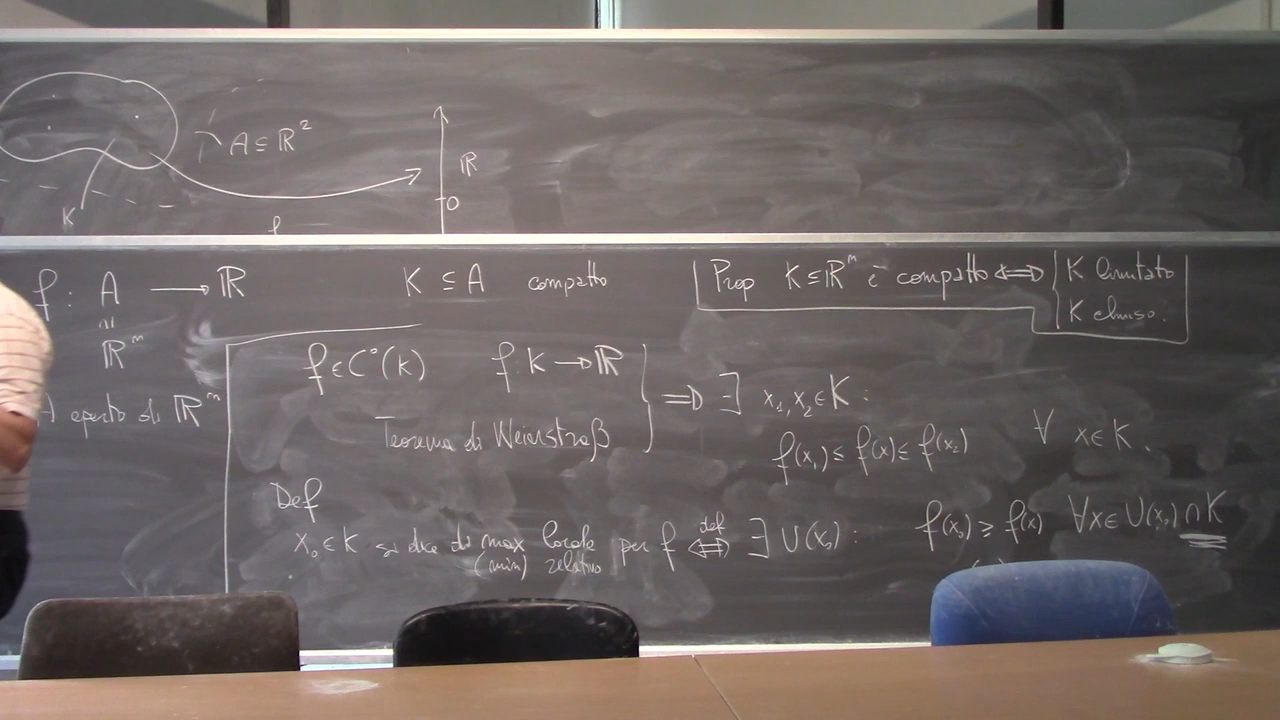 A ⊆ ℝ²
ℝ
0
K
f
f : A → ℝ
K ⊆ A compatto
Prop K ⊆ ℝⁿ è compatto ⟺ { K limitato
K chiuso.
⊆
ℝⁿ
A aperto di ℝⁿ
f ∈ C°(K) f: K → ℝ } ⟹ ∃ x₁, x₂ ∈ K :
Teorema di Weierstraß
f(x₁) ≤ f(x) ≤ f(x₂) ∀ x ∈ K.
Def
x₀ ∈ K si dice di max locale per f ⟺ def ∃ U(x₀) : f(x₀) ≥ f(x) ∀x ∈ U(x₀) ∩ K
(min) relativo